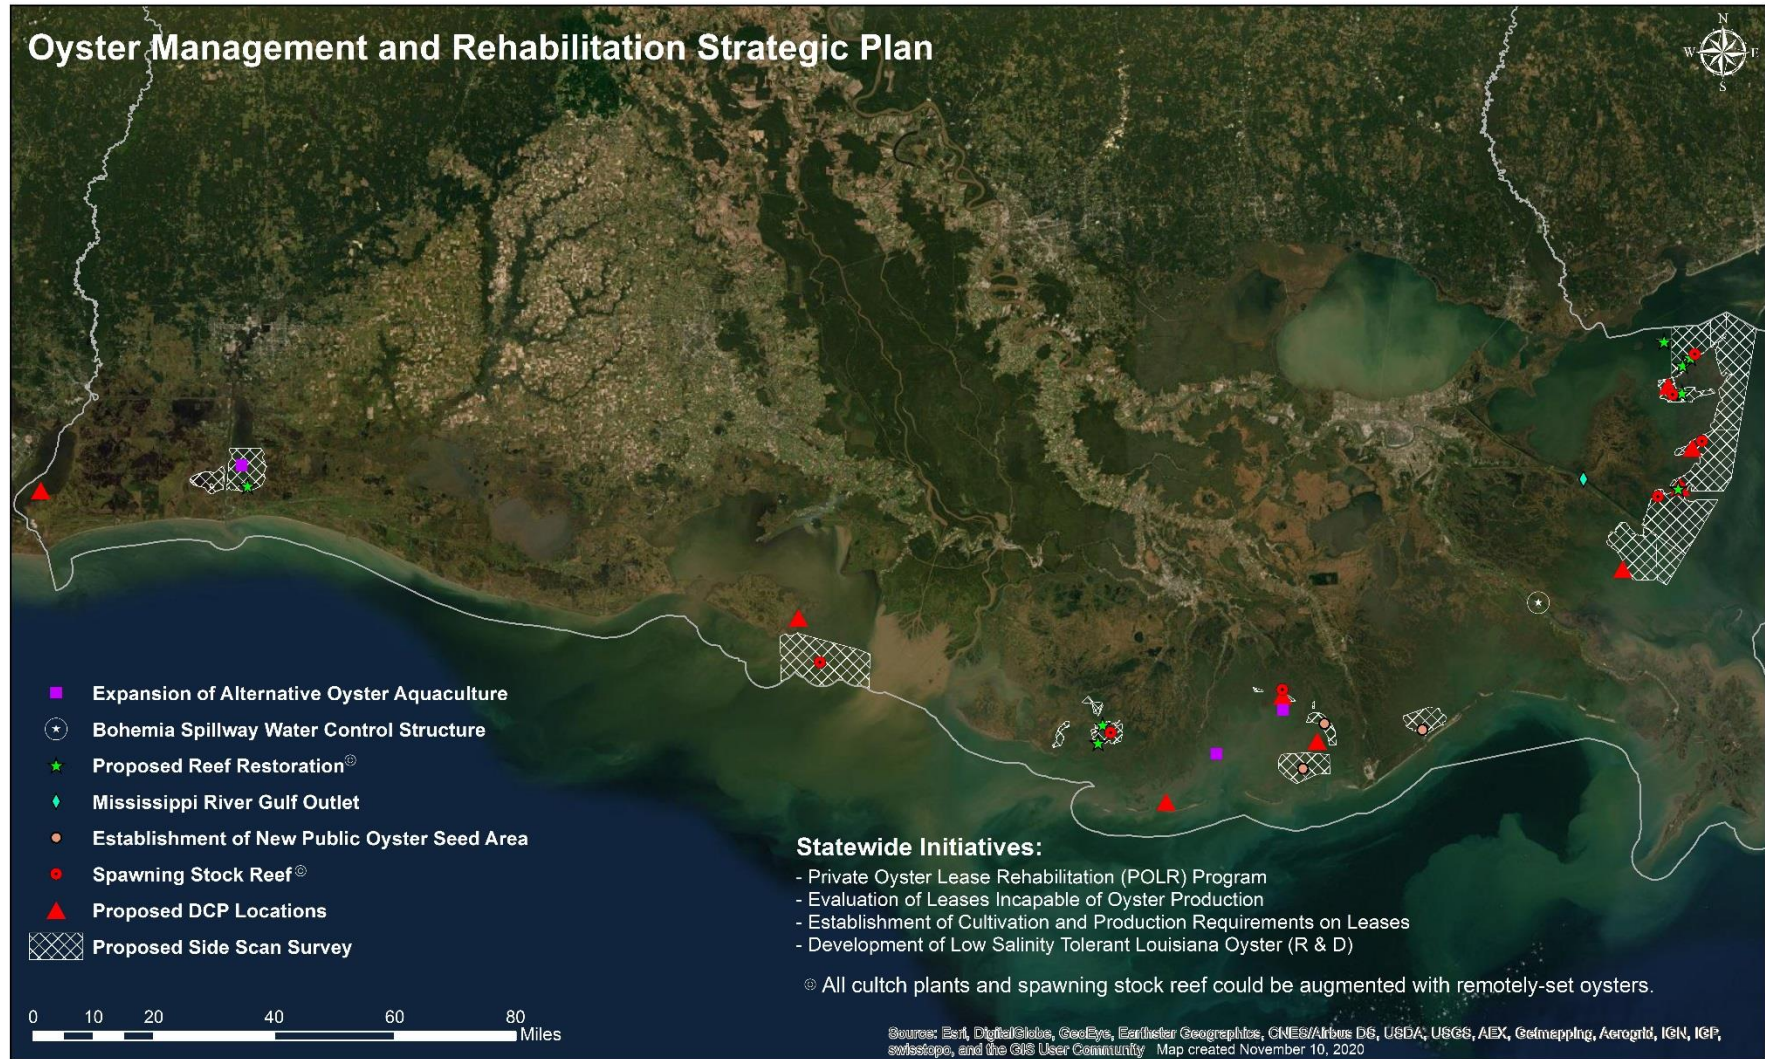 Oyster Management and Rehabilitation Strategic Plan
N
W E
S
Expansion of Alternative Oyster Aquaculture
Bohemia Spillway Water Control Structure
Proposed Reef Restoration©
Mississippi River Gulf Outlet
Establishment of New Public Oyster Seed Area
Spawning Stock Reef©
Proposed DCP Locations
Proposed Side Scan Survey
0 10 20 40 60 80
Miles
Statewide Initiatives:
- Private Oyster Lease Rehabilitation (POLR) Program
- Evaluation of Leases Incapable of Oyster Production
- Establishment of Cultivation and Production Requirements on Leases
- Development of Low Salinity Tolerant Louisiana Oyster (R & D)
© All cultch plants and spawning stock reef could be augmented with remotely-set oysters.
Source: Esri, DigitalGlobe, GeoEye, Earthstar Geographics, CNES/Airbus DS, USDA, USGS, AEX, Getmapping, Aerogrid, IGN, IGP,
swisstopo, and the GIS User Community Map created November 10, 2020